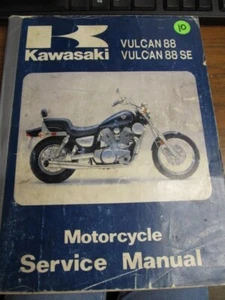 10
Kawasaki
VULCAN 88
VULCAN 88 SE
Motorcycle
Service Manual